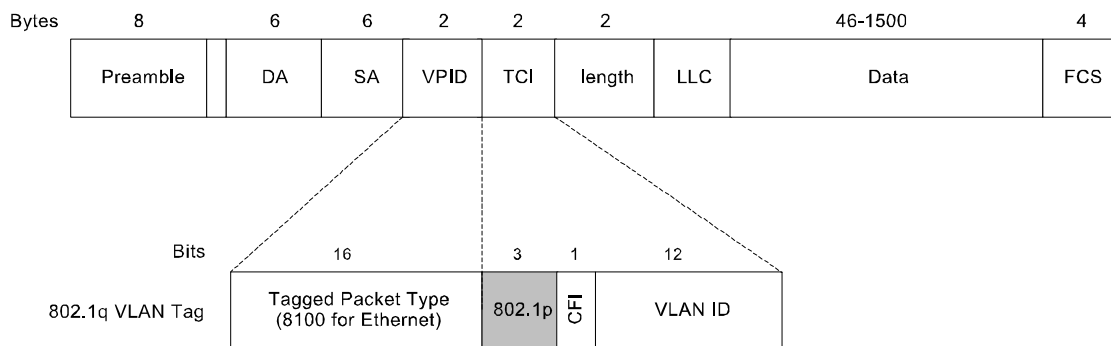 Bytes 8 6 6 2 2 2 46-1500 4
Preamble DA SA VPID TCI length LLC Data FCS
Bits 16 3 1 12
802.1q VLAN Tag Tagged Packet Type (8100 for Ethernet) 802.1p CFI VLAN ID